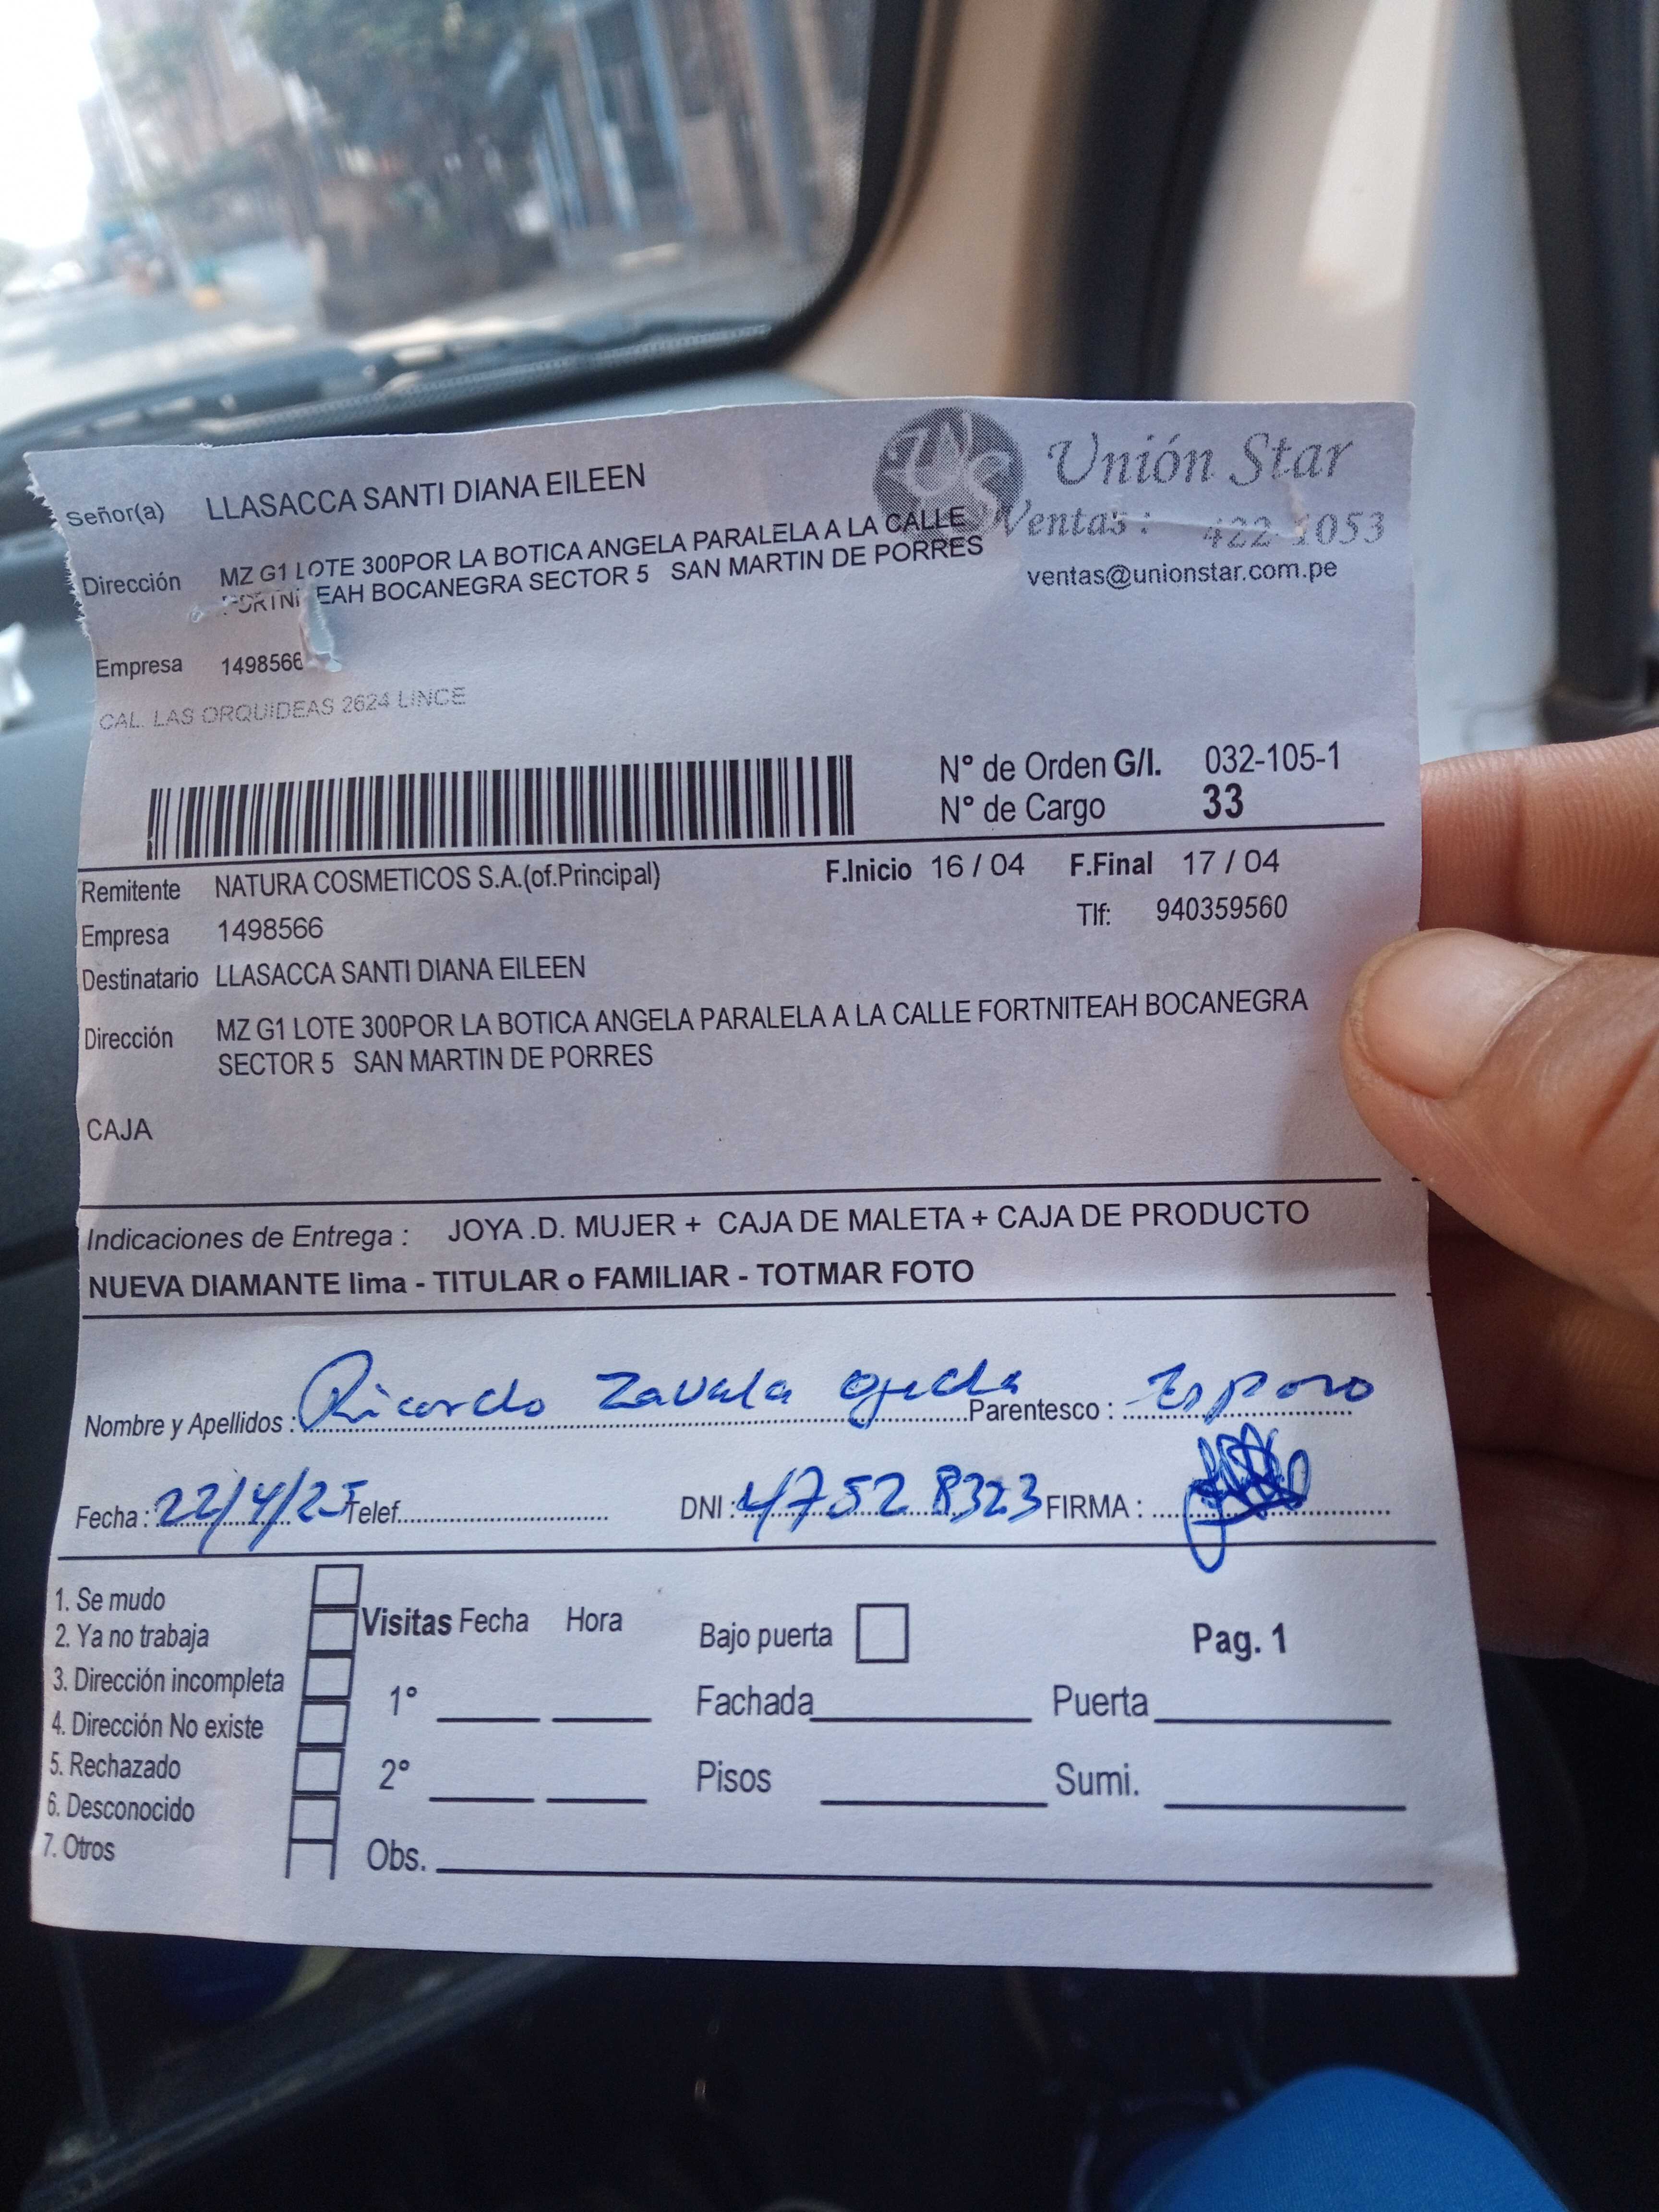 Unión Star
Ventas : 422 1053
ventas@unionstar.com.pe
Señor(a) LLASACCA SANTI DIANA EILEEN
Dirección MZ G1 LOTE 300POR LA BOTICA ANGELA PARALELA A LA CALLE
FORTNITEAH BOCANEGRA SECTOR 5 SAN MARTIN DE PORRES
Empresa 1498566
CAL. LAS ORQUIDEAS 2624 LINCE
N° de Orden G/I. 032-105-1
N° de Cargo 33
Remitente NATURA COSMETICOS S.A.(of.Principal) F.Inicio 16 / 04 F.Final 17 / 04
Empresa 1498566 Tlf: 940359560
Destinatario LLASACCA SANTI DIANA EILEEN
Dirección MZ G1 LOTE 300POR LA BOTICA ANGELA PARALELA A LA CALLE FORTNITEAH BOCANEGRA
SECTOR 5 SAN MARTIN DE PORRES
CAJA
Indicaciones de Entrega : JOYA .D. MUJER + CAJA DE MALETA + CAJA DE PRODUCTO
NUEVA DIAMANTE lima - TITULAR o FAMILIAR - TOTMAR FOTO
Nombre y Apellidos : Ricardo Zavala Ojeda Parentesco : Esposo
Fecha : 22/4/25 Telef. DNI : 47528323 FIRMA :
1. Se mudo
2. Ya no trabaja
3. Dirección incompleta
4. Dirección No existe
5. Rechazado
6. Desconocido
7. Otros
Visitas Fecha Hora Bajo puerta Pag. 1
1° Fachada Puerta
2° Pisos Sumi.
Obs.